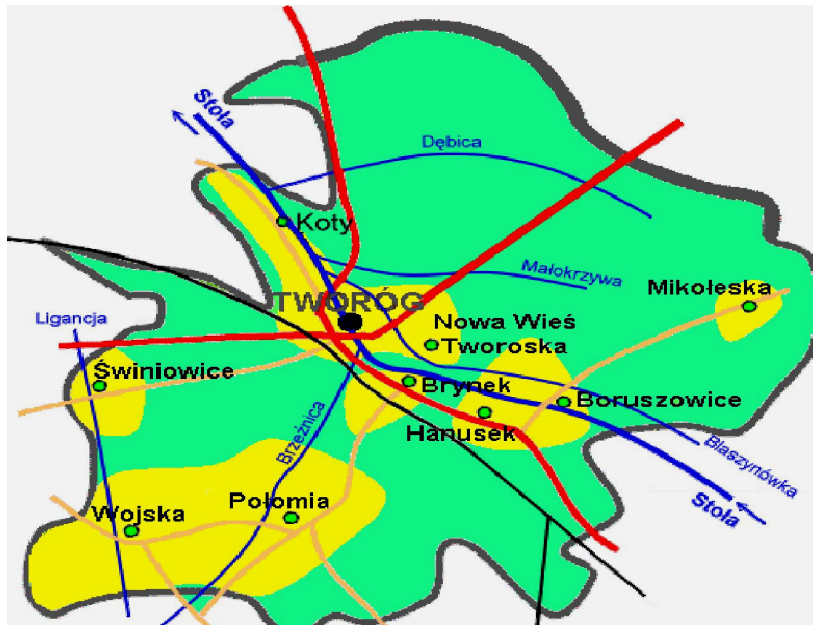 Stoła
Dębica
Koty
Małokrzywa
Mikołeska
TWORÓG
Ligancja
Nowa Wieś
Tworoska
Świniowice
Brynek
Boruszowice
Hanusek
Brzeźnica
Błaszynówka
Połomia
Wojska
Stoła